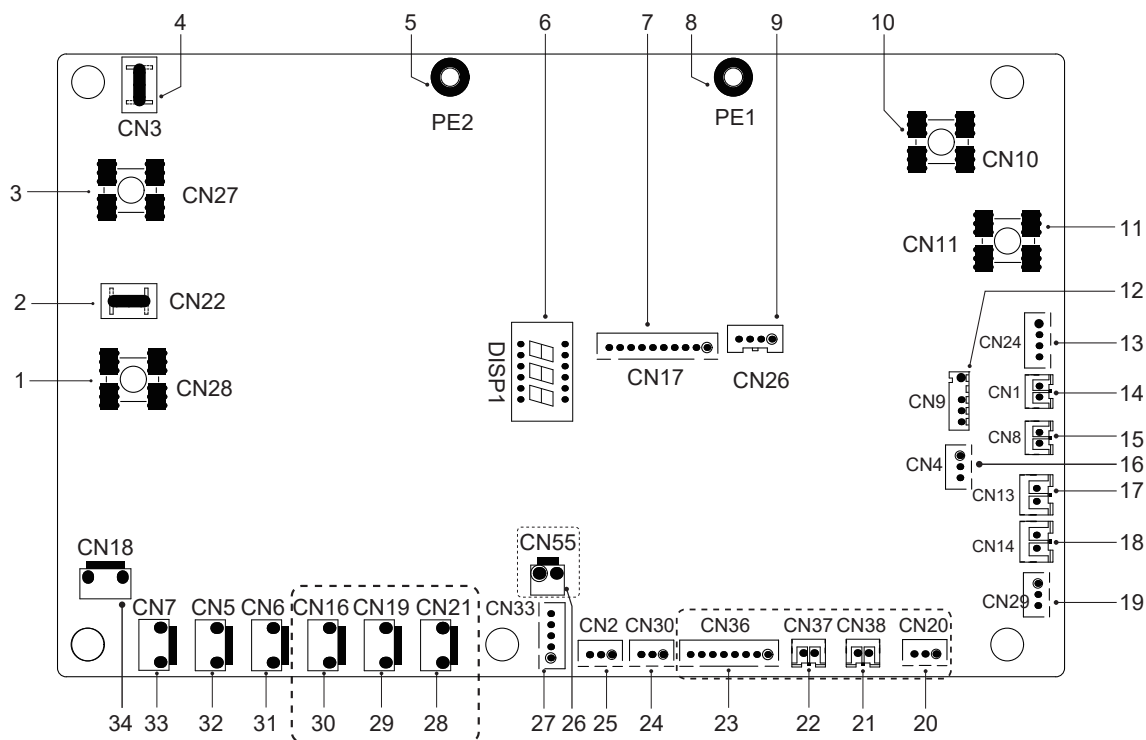 4 5 6 7 8 9 10
CN3
PE2
PE1
CN10
3
CN27
CN11
11
2
CN22
12
CN24
13
DISP1
CN17
CN26
1
CN28
CN9
CN1
14
CN8
15
CN4
16
CN13
17
CN14
18
CN18
CN55
CN29
19
CN7 CN5 CN6 CN16 CN19 CN21 CN33 CN2 CN30 CN36 CN37 CN38 CN20
34 33 32 31 30 29 28 27 26 25 24 23 22 21 20